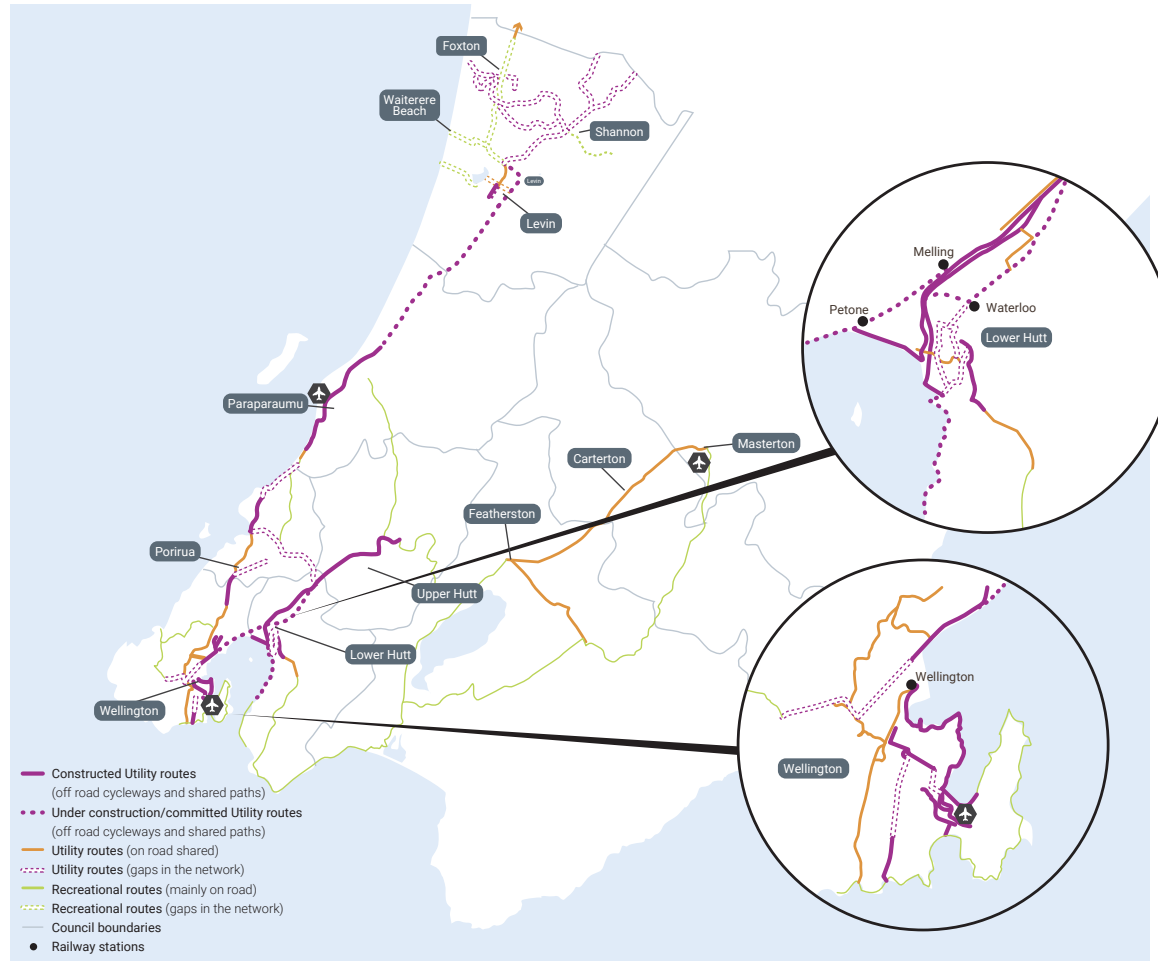 Foxton
Waiterere
Beach
Shannon
Levin
Levin
Melling
Petone
Waterloo
Lower Hutt
Paraparaumu
Masterton
Carterton
Featherston
Porirua
Upper Hutt
Lower Hutt
Wellington
Wellington
Wellington
Constructed Utility routes
(off road cycleways and shared paths)
Under construction/committed Utility routes
(off road cycleways and shared paths)
Utility routes (on road shared)
Utility routes (gaps in the network)
Recreational routes (mainly on road)
Recreational routes (gaps in the network)
Council boundaries
Railway stations